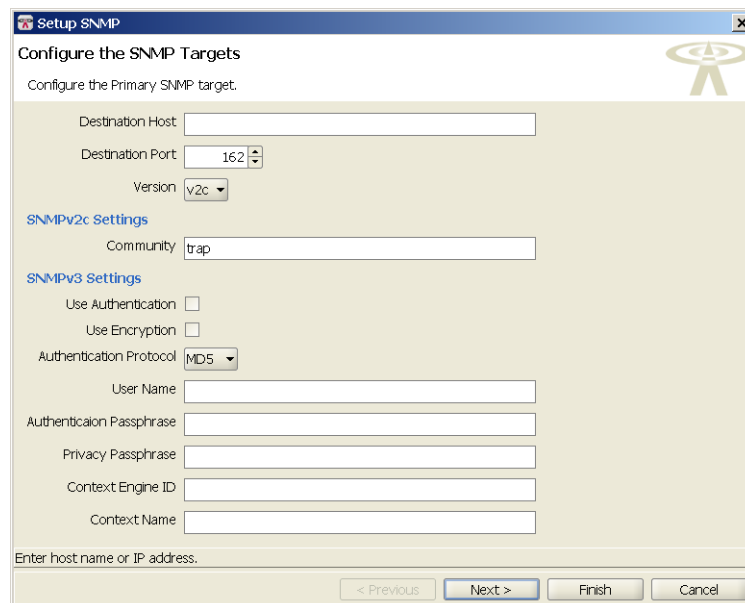 Setup SNMP
Configure the SNMP Targets
Configure the Primary SNMP target.
Destination Host
Destination Port 162
Version v2c
SNMPv2c Settings
Community trap
SNMPv3 Settings
Use Authentication
Use Encryption
Authentication Protocol MD5
User Name
Authenticaion Passphrase
Privacy Passphrase
Context Engine ID
Context Name
Enter host name or IP address.
< Previous Next > Finish Cancel